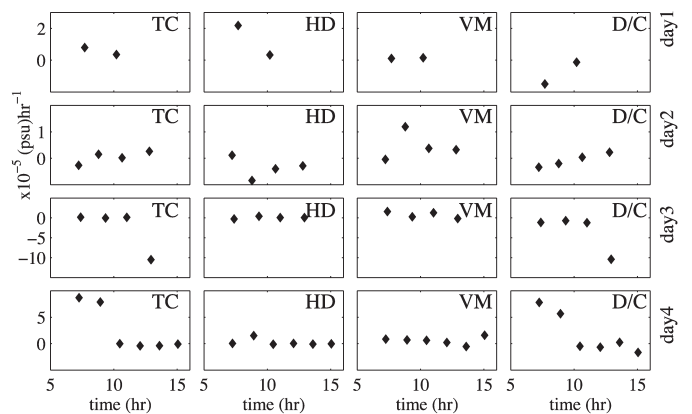 TC HD VM D/C day1
2
0
TC HD VM D/C day2
1
0
x10⁻⁵ (psu)hr⁻¹
TC HD VM D/C day3
0
−5
−10
TC HD VM D/C day4
5
0
5 10 15 5 10 15 5 10 15 5 10 15
time (hr) time (hr) time (hr) time (hr)